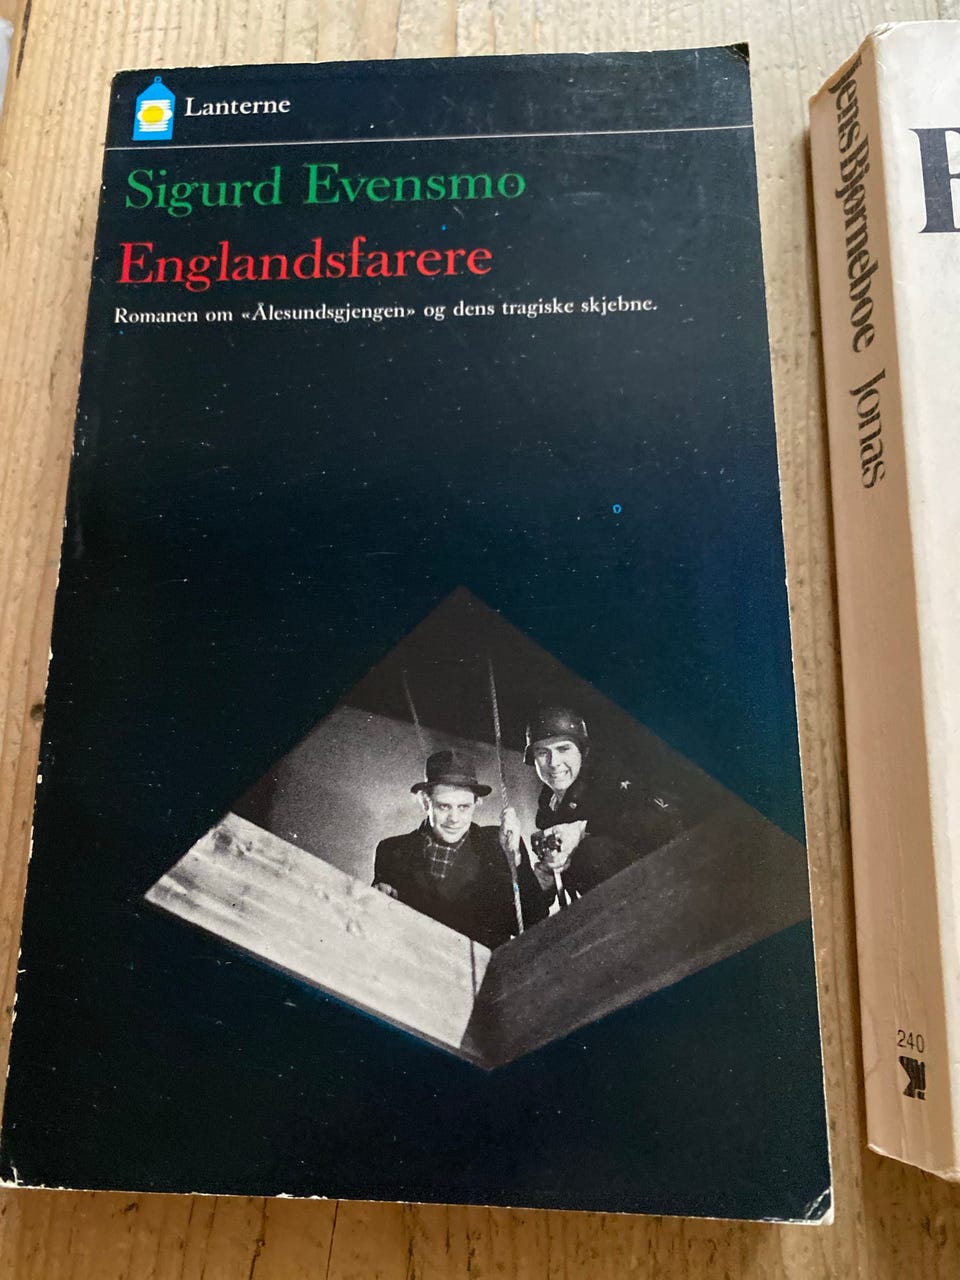 Lanterne
Sigurd Evensmo
Englandsfarere
Romanen om «Ålesundsgjengen» og dens tragiske skjebne.
Jens Bjørneboe Jonas
240